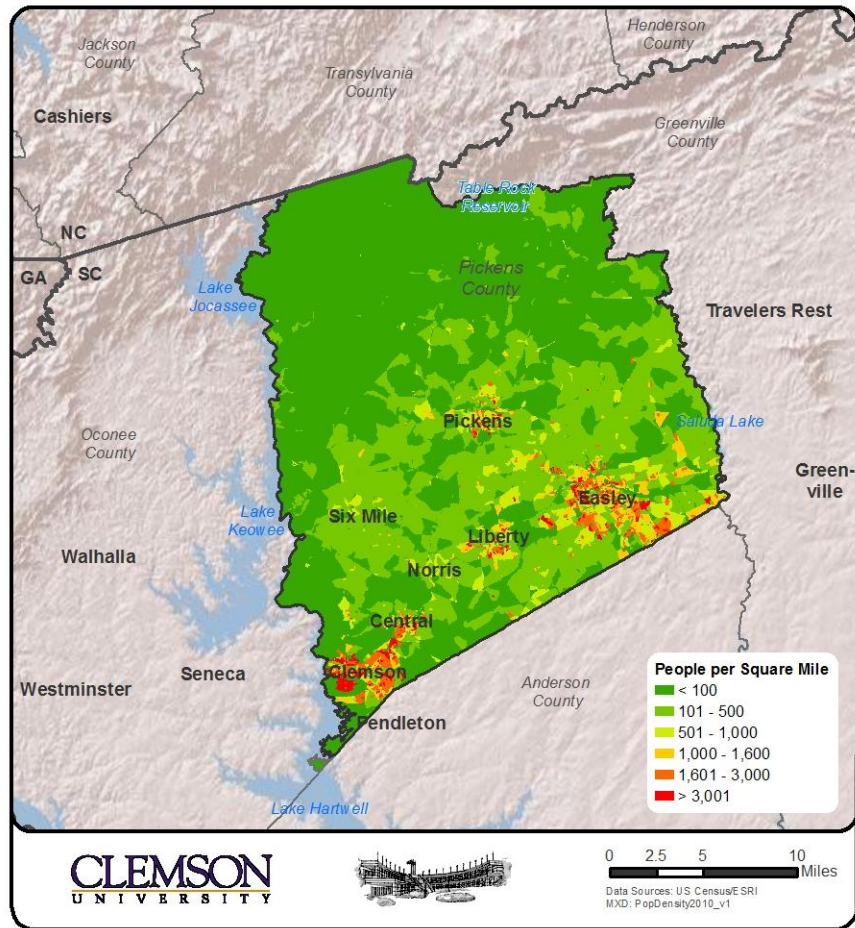 Jackson
County
Henderson
County
Transylvania
County
Cashiers
Greenville
County
Table Rock
Reservoir
NC
GA
SC
Pickens
County
Lake
Jocassee
Travelers Rest
Pickens
Saluda Lake
Oconee
County
Green-
ville
Easley
Six Mile
Lake
Keowee
Liberty
Walhalla
Norris
Central
Seneca
Clemson
Westminster
Anderson
County
Pendleton
Lake Hartwell
People per Square Mile
< 100
101 - 500
501 - 1,000
1,000 - 1,600
1,601 - 3,000
> 3,001
CLEMSON
UNIVERSITY
0 2.5 5 10
Miles
Data Sources: US Census/ESRI
MXD: PopDensity2010_v1